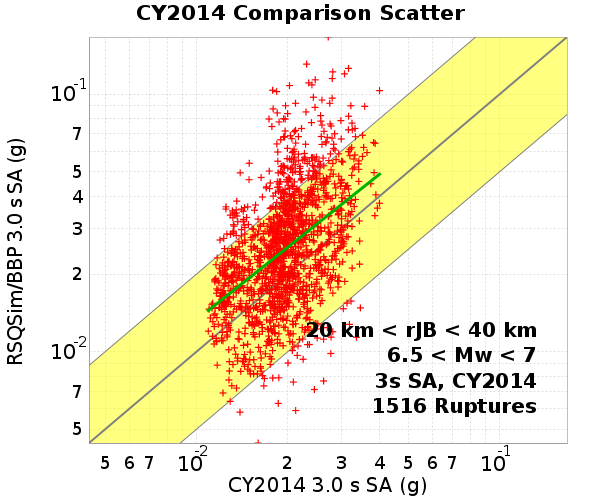 CY2014 Comparison Scatter
RSQSim/BBP 3.0 s SA (g)
10-1
7
5
4
3
2
10-2
7
5
20 km < rJB < 40 km
6.5 < Mw < 7
3s SA, CY2014
1516 Ruptures
5 6 7 10-2 2 3 4 5 6 7 10-1
CY2014 3.0 s SA (g)